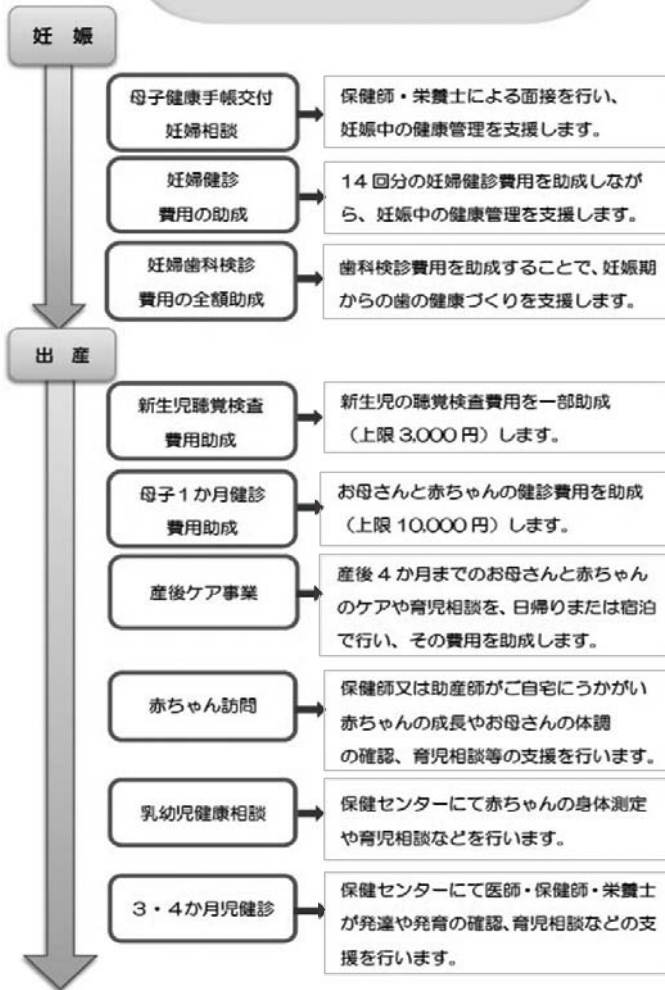 妊 娠
母子健康手帳交付
妊婦相談
保健師・栄養士による面接を行い、
妊娠中の健康管理を支援します。
妊婦健診
費用の助成
14回分の妊婦健診費用を助成しなが
ら、妊娠中の健康管理を支援します。
妊婦歯科検診
費用の全額助成
歯科検診費用を助成することで、妊娠期
からの歯の健康づくりを支援します。
出 産
新生児聴覚検査
費用助成
新生児の聴覚検査費用を一部助成
（上限3,000円）します。
母子1か月健診
費用助成
お母さんと赤ちゃんの健診費用を助成
（上限10,000円）します。
産後ケア事業
産後4か月までのお母さんと赤ちゃん
のケアや育児相談を、日帰りまたは宿泊
で行い、その費用を助成します。
赤ちゃん訪問
保健師又は助産師がご自宅にうかがい
赤ちゃんの成長やお母さんの体調
の確認、育児相談等の支援を行います。
乳幼児健康相談
保健センターにて赤ちゃんの身体測定
や育児相談などを行います。
3・4か月児健診
保健センターにて医師・保健師・栄養士
が発達や発育の確認、育児相談などの支
援を行います。